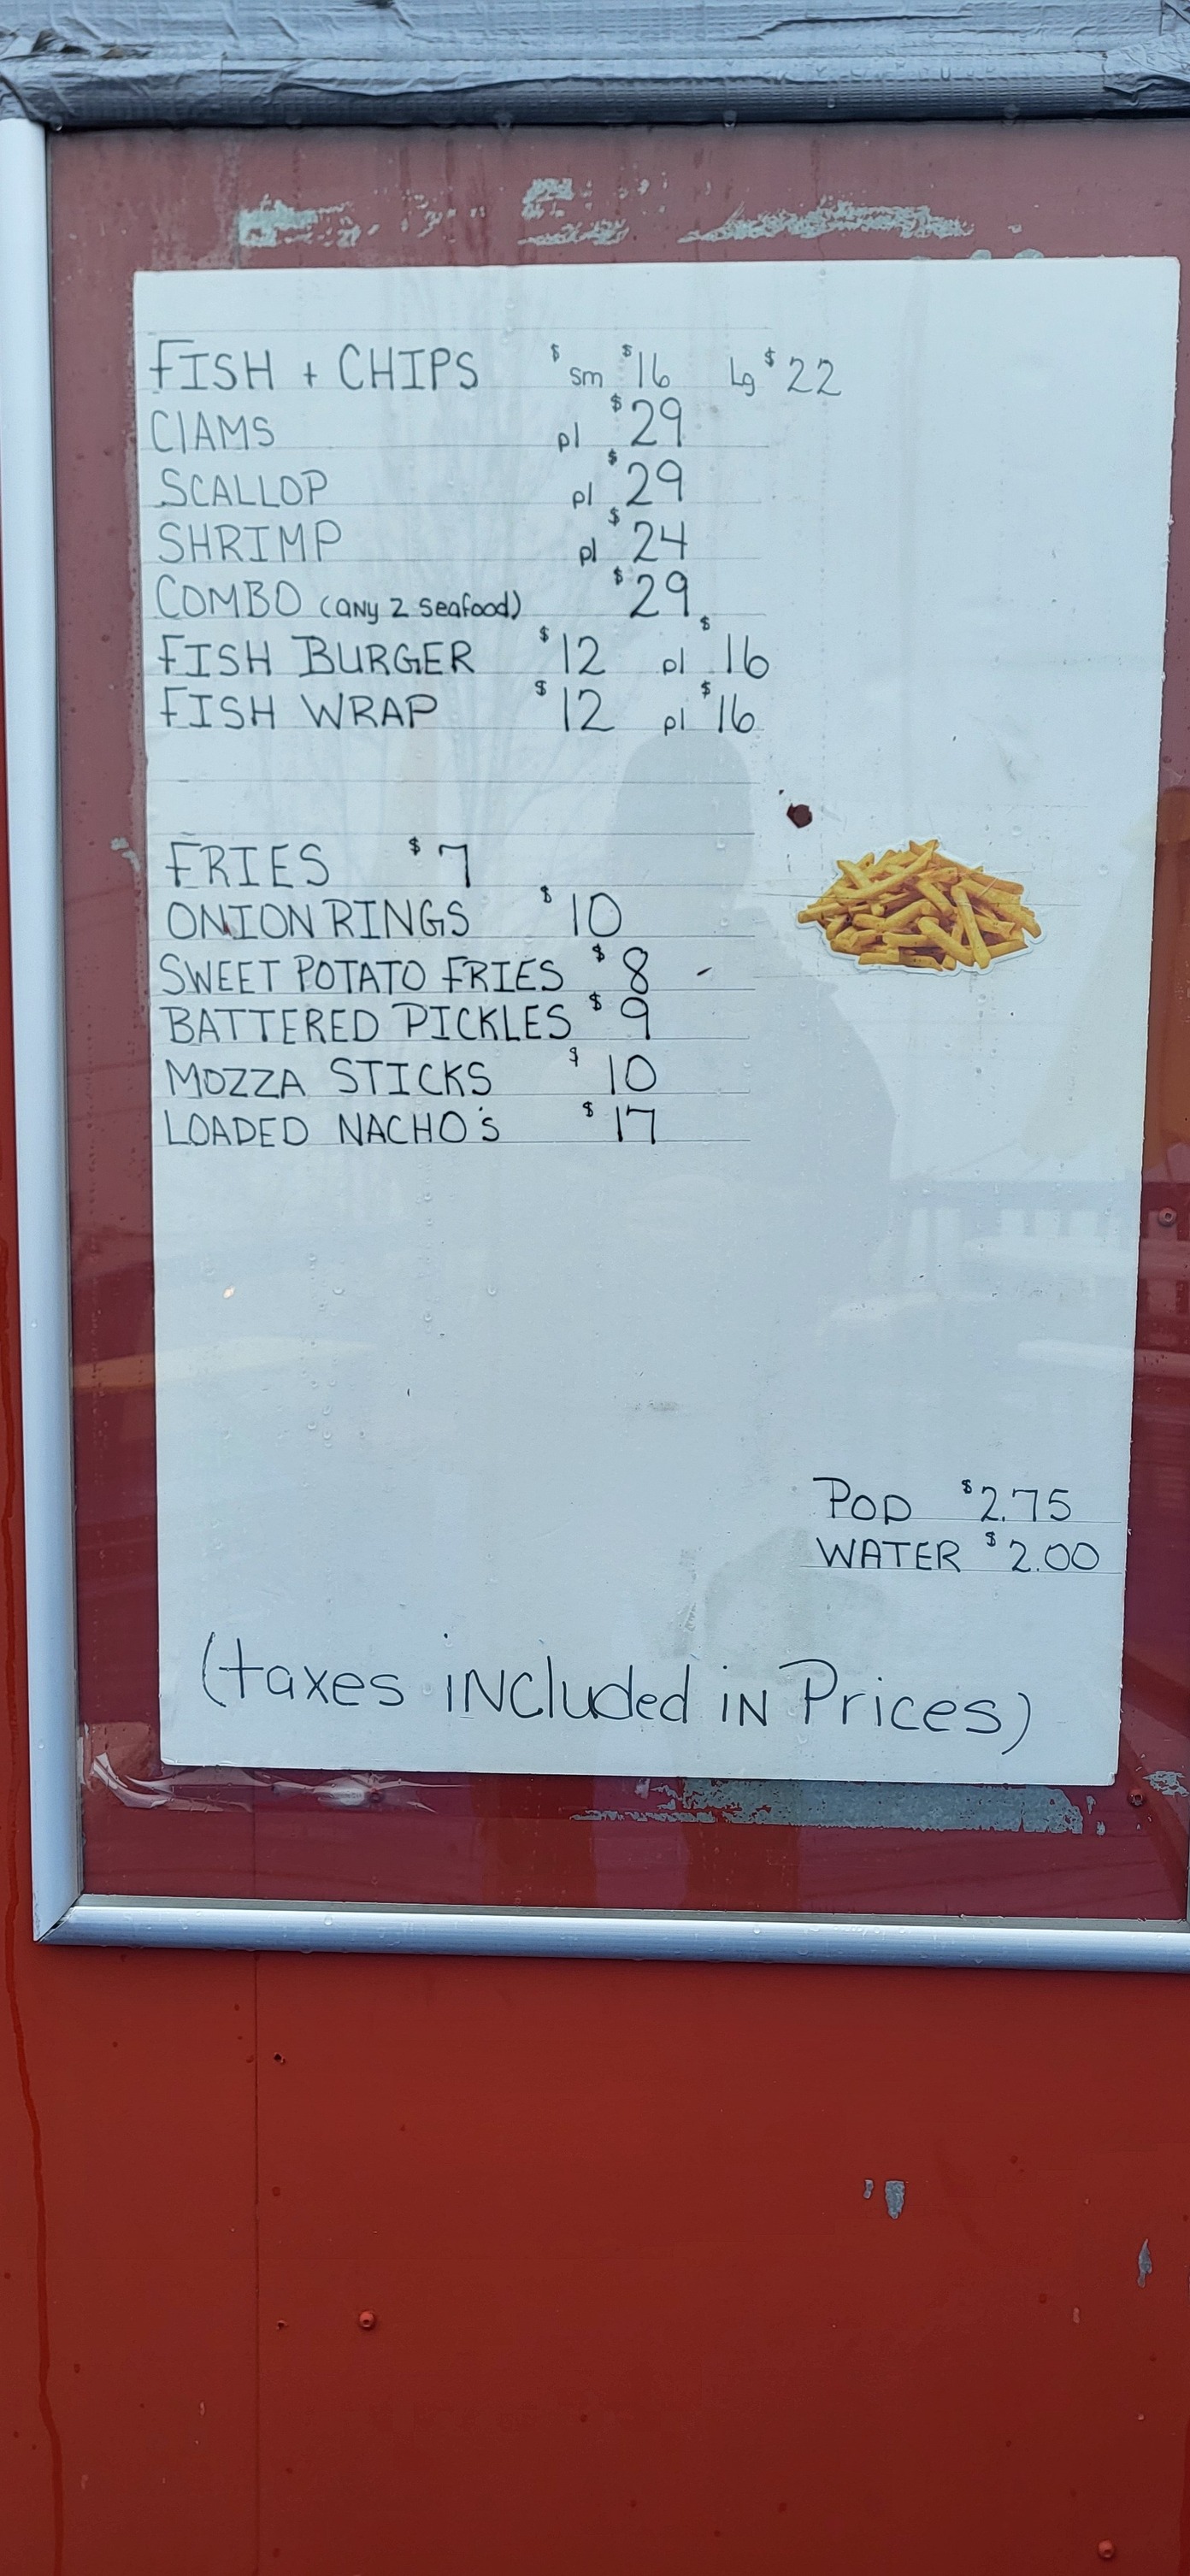 FISH + CHIPS $ sm $16 Lg $22
ClAMS pl $29
SCALLOP pl $29
SHRIMP pl $24
COMBO (aNy 2 seafood) $29
FISH BURGER $12 pl $16
FISH WRAP $12 pl $16
FRIES $7
ONION RINGS $10
SWEET POTATO FRIES $8
BATTERED PICKLES $9
MOZZA STICKS $10
LOADED NACHO's $17
POP $2.75
WATER $2.00
(taxes iNCluded iN Prices)